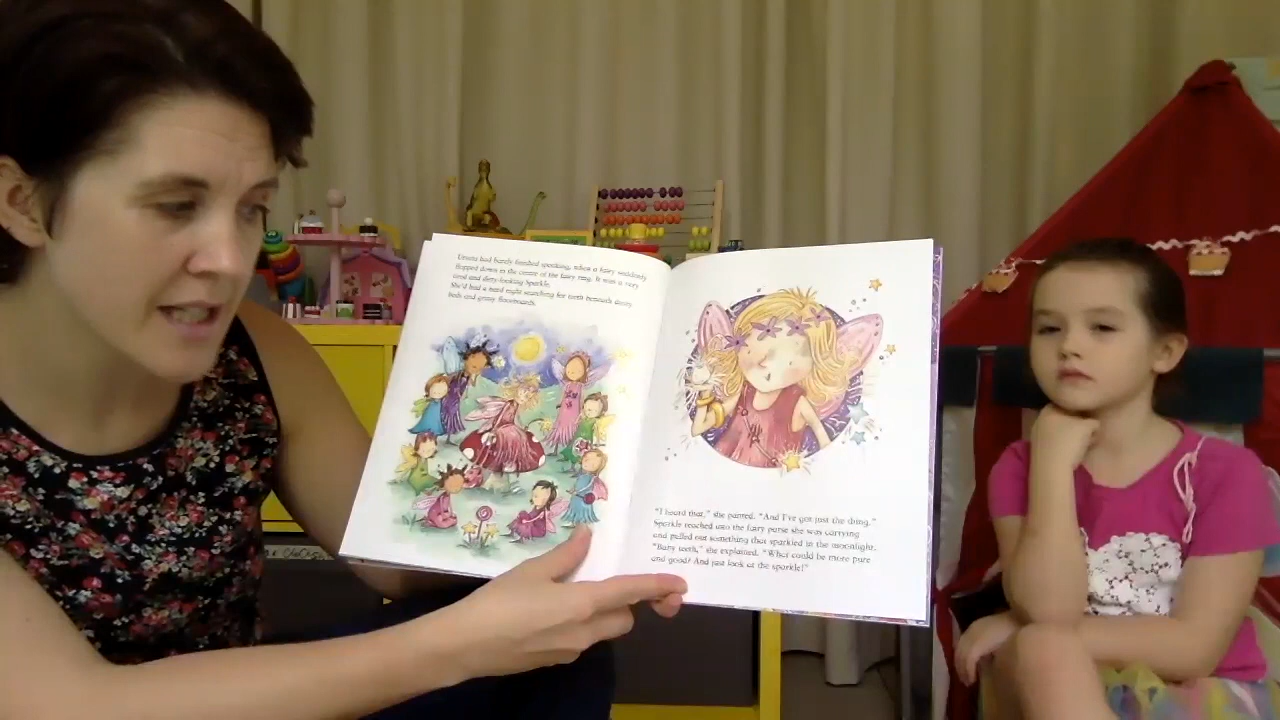 Urvana had barely finished speaking, when a fairy suddenly
flopped down in the centre of the fairy ring. It was a very
tired and dirty-looking Sparkle.
She'd had a hard night searching for teeth beneath dusty
beds and grimy floorboards.
"I heard that," she panted. "And I've got just the thing."
Sparkle reached into the fairy purse she was carrying
and pulled out something that sparkled in the moonlight.
"Baby teeth," she explained. "What could be more pure
and good? And just look at the sparkle!"